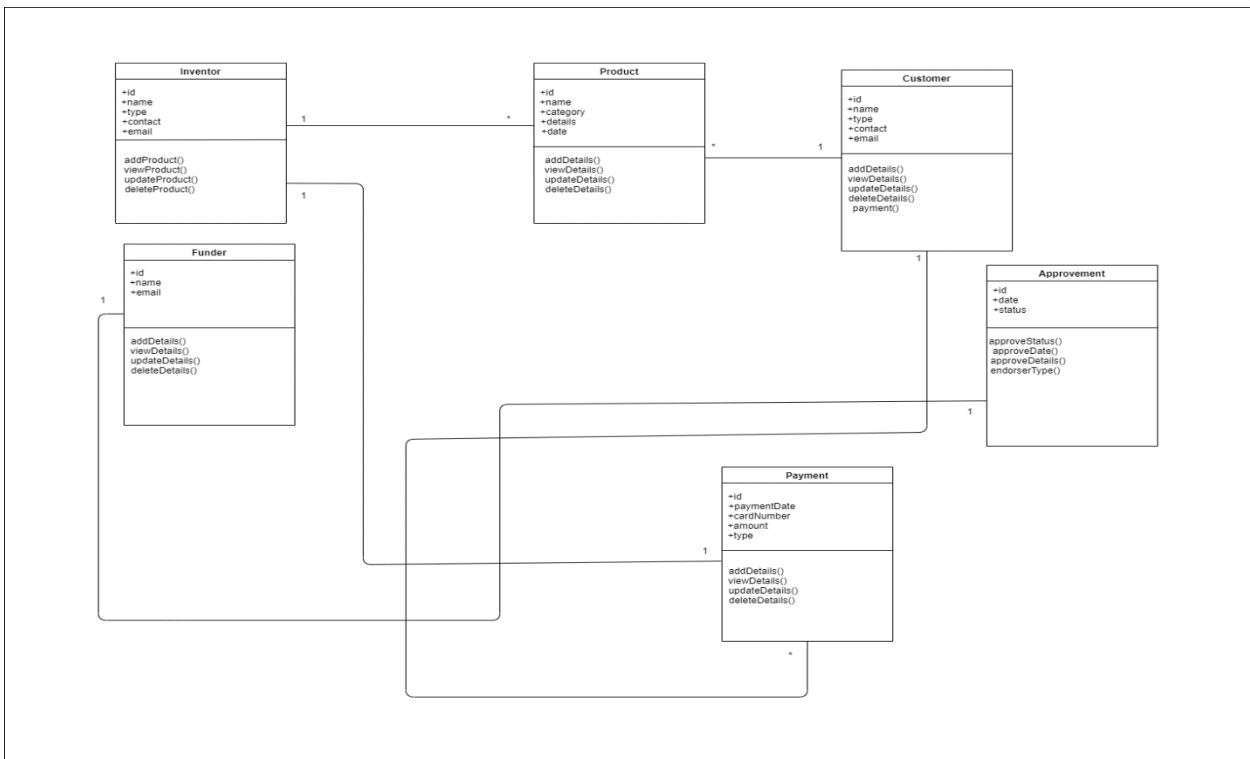 Inventor
+id
+name
+type
+contact
+email
addProduct()
viewProduct()
updateProduct()
deleteProduct()
1
1
*
Product
+id
+name
+category
+details
+date
addDetails()
viewDetails()
updateDetails()
deleteDetails()
*
1
Customer
+id
+name
+type
+contact
+email
addDetails()
viewDetails()
updateDetails()
deleteDetails()
payment()
1
Funder
+id
+name
+email
addDetails()
viewDetails()
updateDetails()
deleteDetails()
1
Approvement
+id
+date
+status
approveStatus()
approveDate()
approveDetails()
endorserType()
1
Payment
+id
+paymentDate
+cardNumber
+amount
+type
addDetails()
viewDetails()
updateDetails()
deleteDetails()
1
*